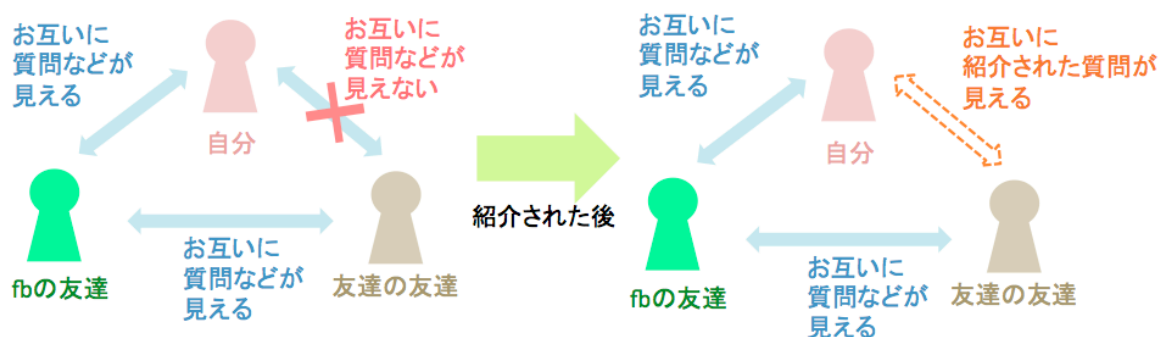 お互いに
質問などが
見える
お互いに
質問などが
見えない
自分
fbの友達
お互いに
質問などが
見える
友達の友達
紹介された後
お互いに
質問などが
見える
お互いに
紹介された質問が
見える
自分
fbの友達
お互いに
質問などが
見える
友達の友達